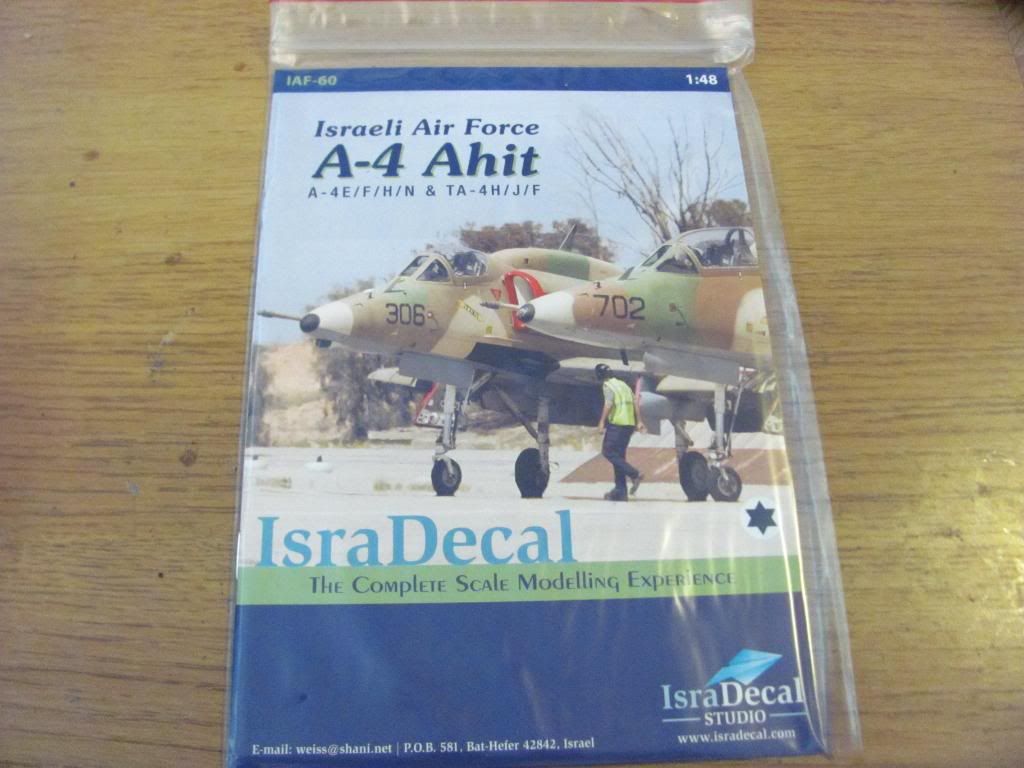 IAF-60
1:48
Israeli Air Force
A-4 Ahit
A-4E/F/H/N & TA-4H/J/F
306
702
IsraDecal
The Complete Scale Modelling Experience
IsraDecal
STUDIO
www.isradecal.com
E-mail: weiss@shani.net | P.O.B. 581, Bat-Hefer 42842, Israel